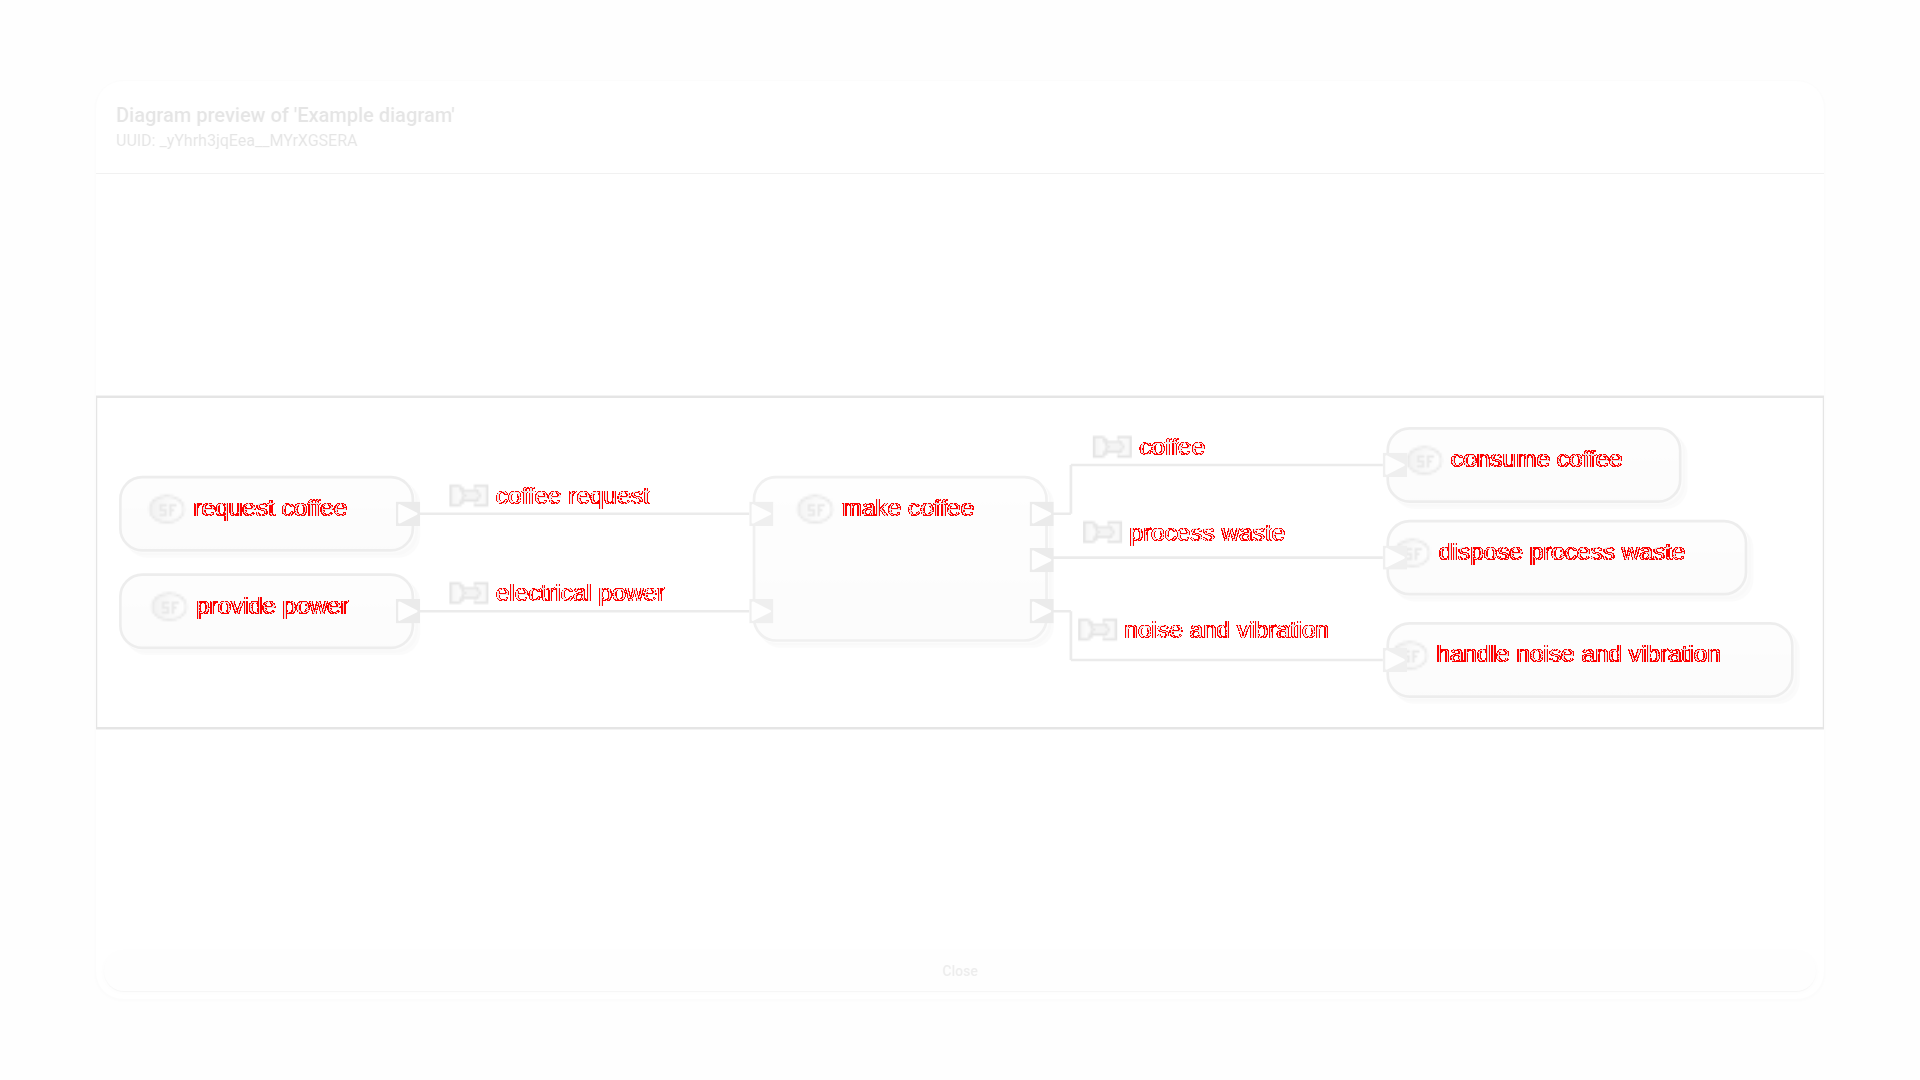 Diagram preview of 'Example diagram'
UUID: _yYhrh3jqEea__MYrXGSERA
coffee
SF consume coffee
SF request coffee
coffee request
SF make coffee
process waste
SF dispose process waste
SF provide power
electrical power
noise and vibration
SF handle noise and vibration
Close